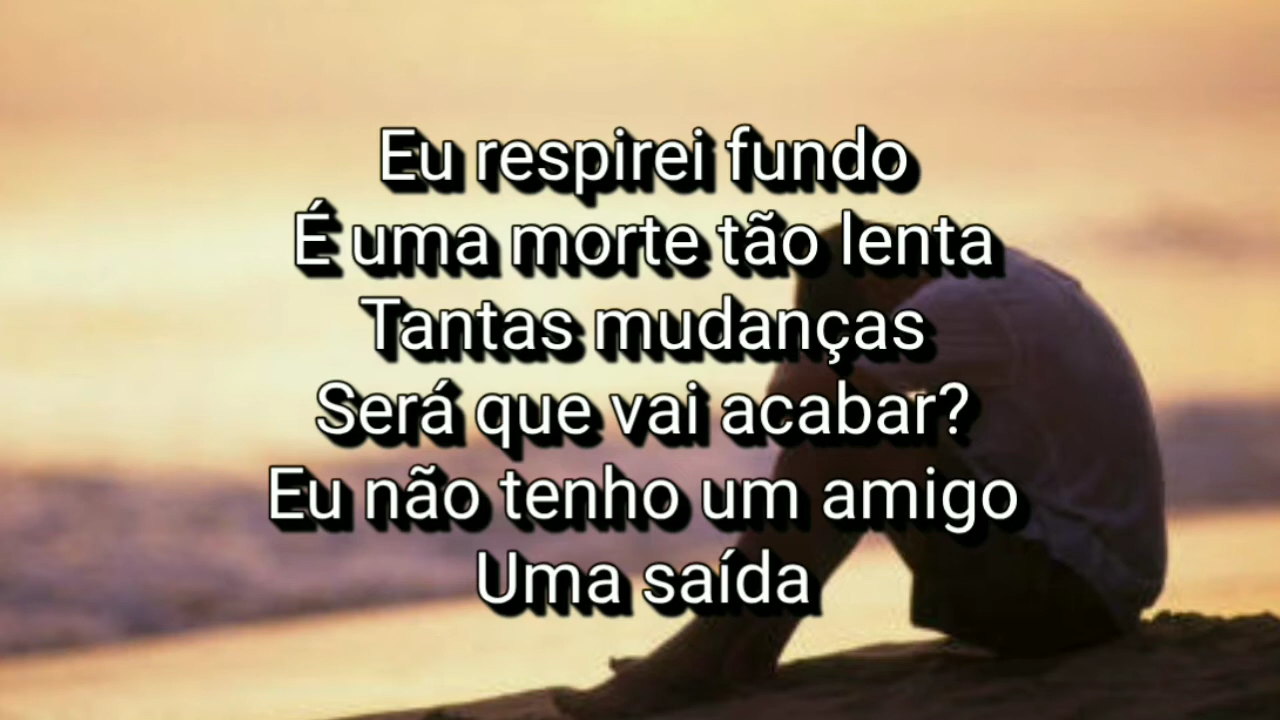 Eu respirei fundo
É uma morte tão lenta
Tantas mudanças
Será que vai acabar?
Eu não tenho um amigo
Uma saída